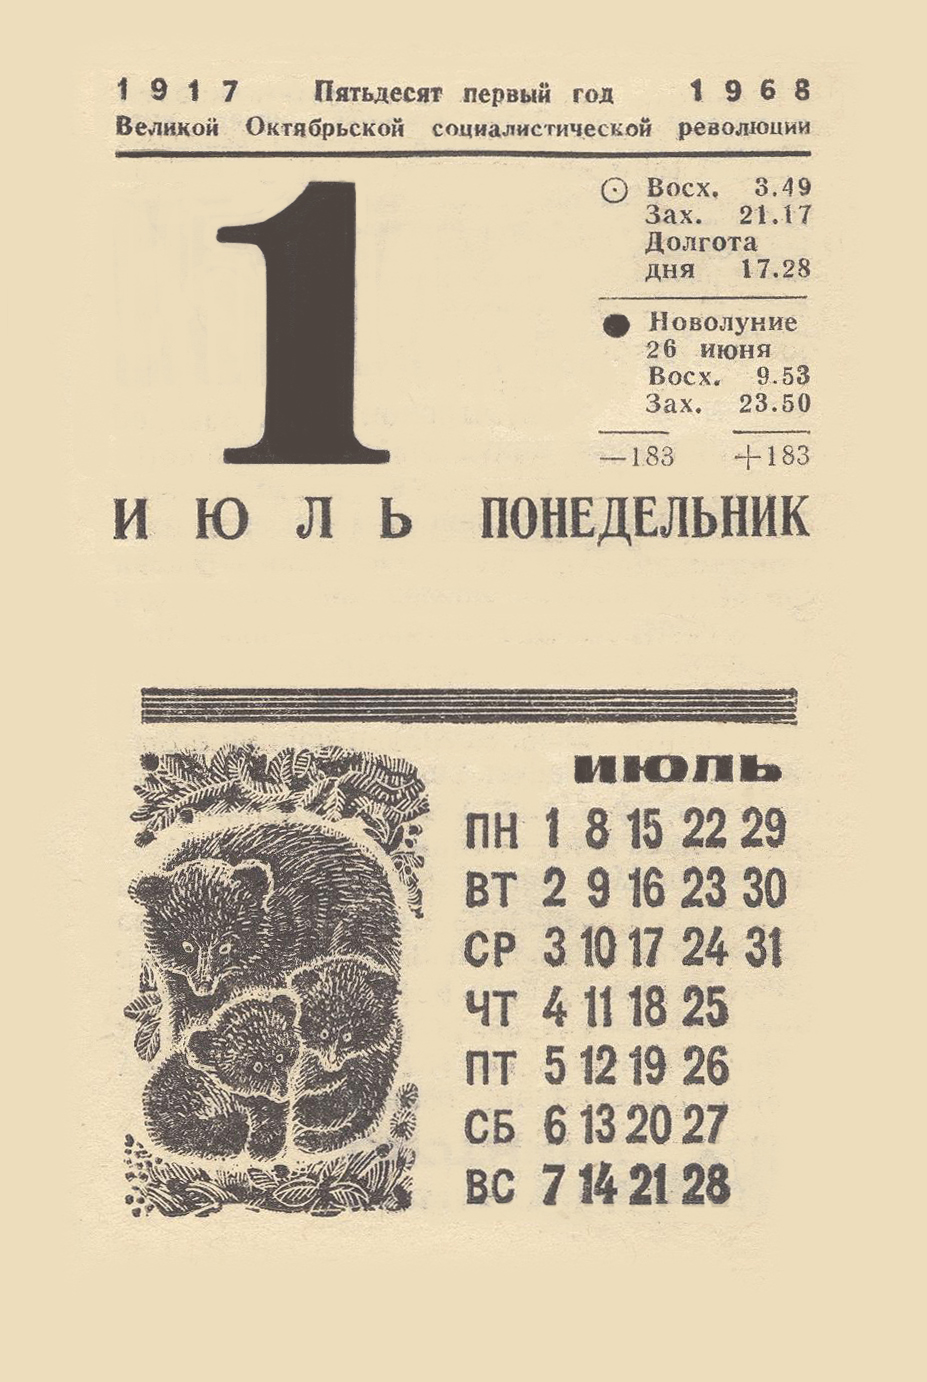 1917 Пятьдесят первый год 1968
Великой Октябрьской социалистической революции
1
Восх. 3.49
Зах. 21.17
Долгота
дня 17.28
Новолуние
26 июня
Восх. 9.53
Зах. 23.50
—183 +183
ИЮЛЬ ПОНЕДЕЛЬНИК
ИЮЛЬ
ПН 1 8 15 22 29
ВТ 2 9 16 23 30
СР 3 10 17 24 31
ЧТ 4 11 18 25
ПТ 5 12 19 26
СБ 6 13 20 27
ВС 7 14 21 28